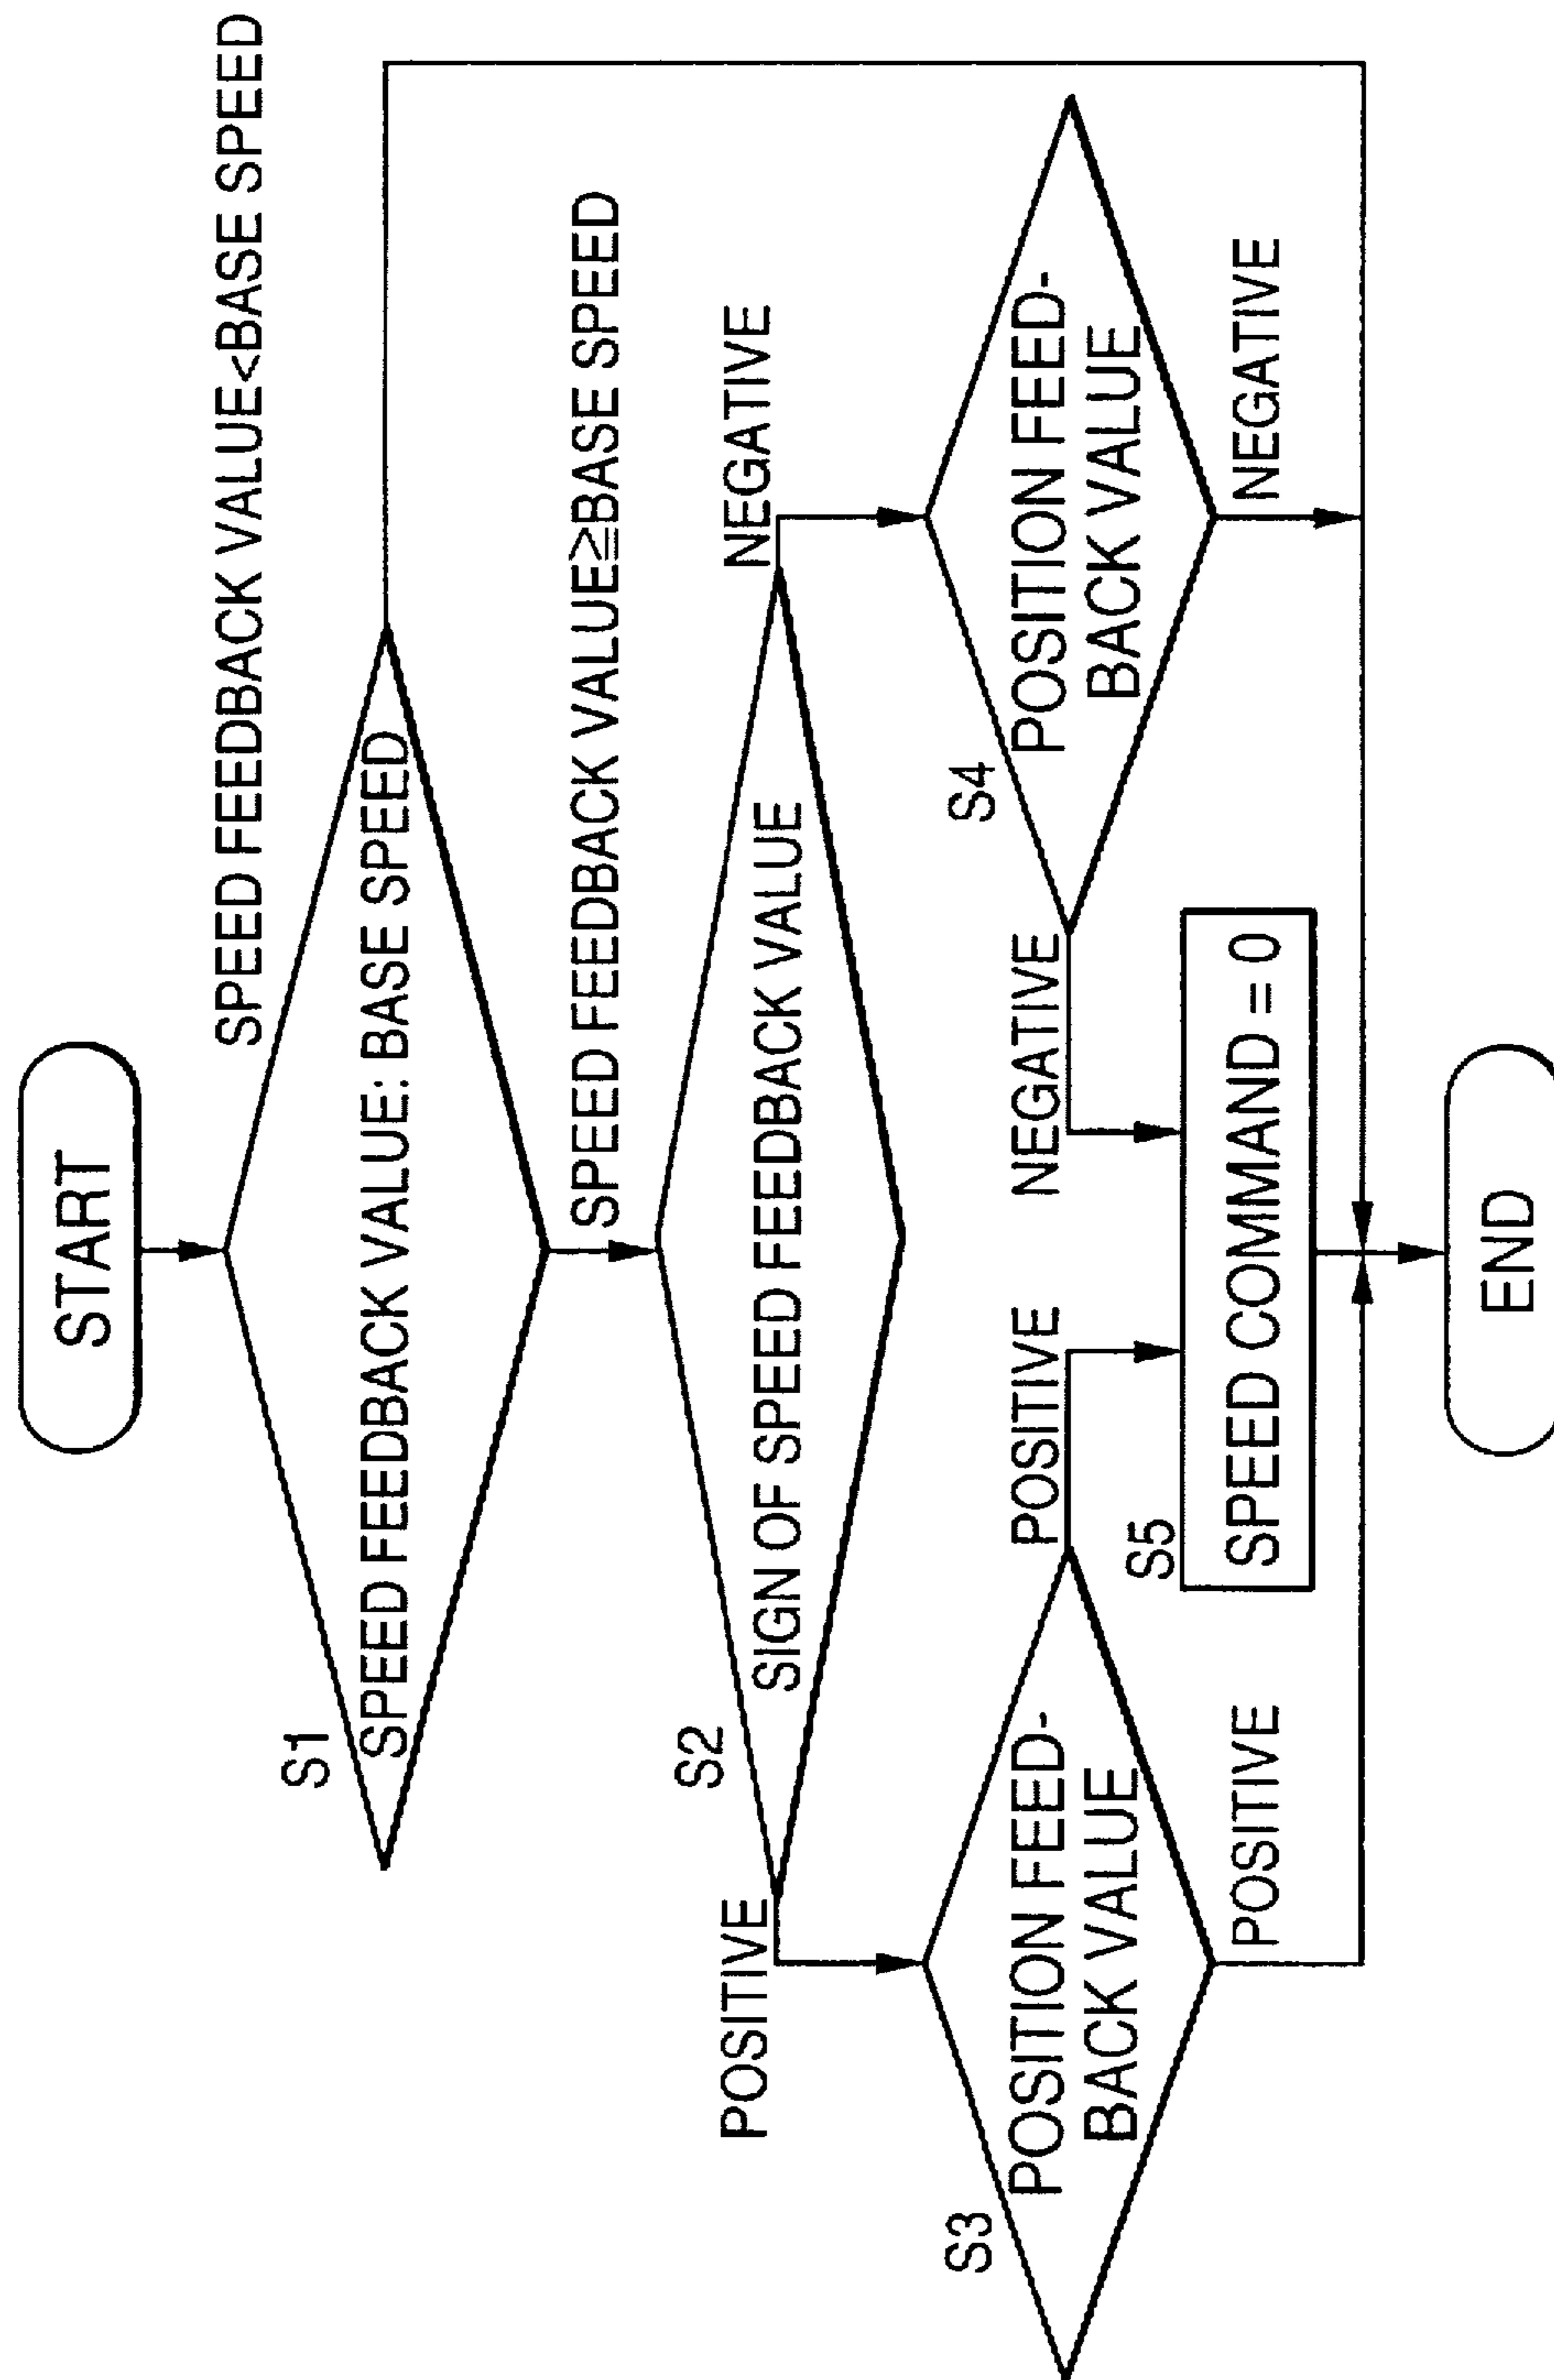 START
SPEED FEEDBACK VALUE<BASE SPEED
S1
SPEED FEEDBACK VALUE: BASE SPEED
SPEED FEEDBACK VALUE≧BASE SPEED
S2
SIGN OF SPEED FEEDBACK VALUE
POSITIVE
NEGATIVE
S3
POSITION FEED-
BACK VALUE
POSITIVE
NEGATIVE
S4
POSITION FEED-
BACK VALUE
S5
SPEED COMMAND = 0
POSITIVE
NEGATIVE
END